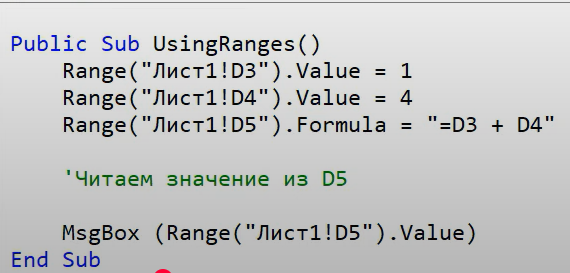 Public Sub UsingRanges()
Range("Лист1!D3").Value = 1
Range("Лист1!D4").Value = 4
Range("Лист1!D5").Formula = "=D3 + D4"
'Читаем значение из D5
MsgBox (Range("Лист1!D5").Value)
End Sub